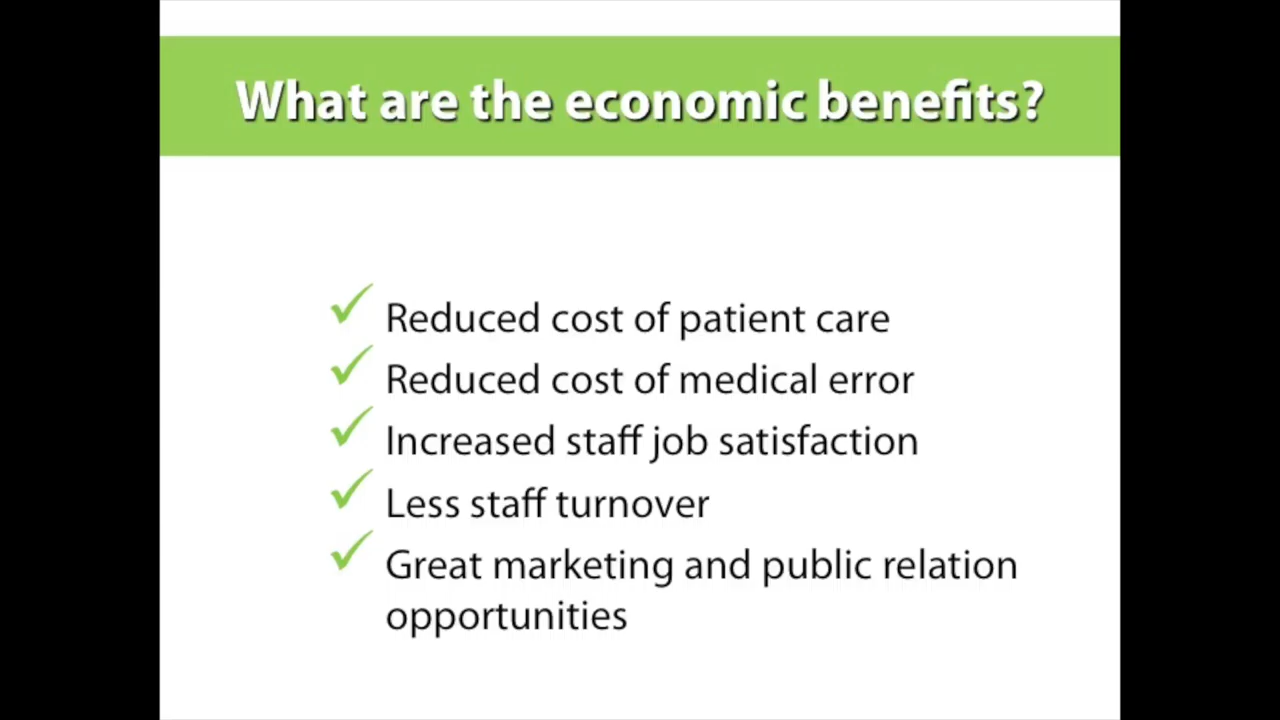 What are the economic benefits?
Reduced cost of patient care
Reduced cost of medical error
Increased staff job satisfaction
Less staff turnover
Great marketing and public relation
opportunities